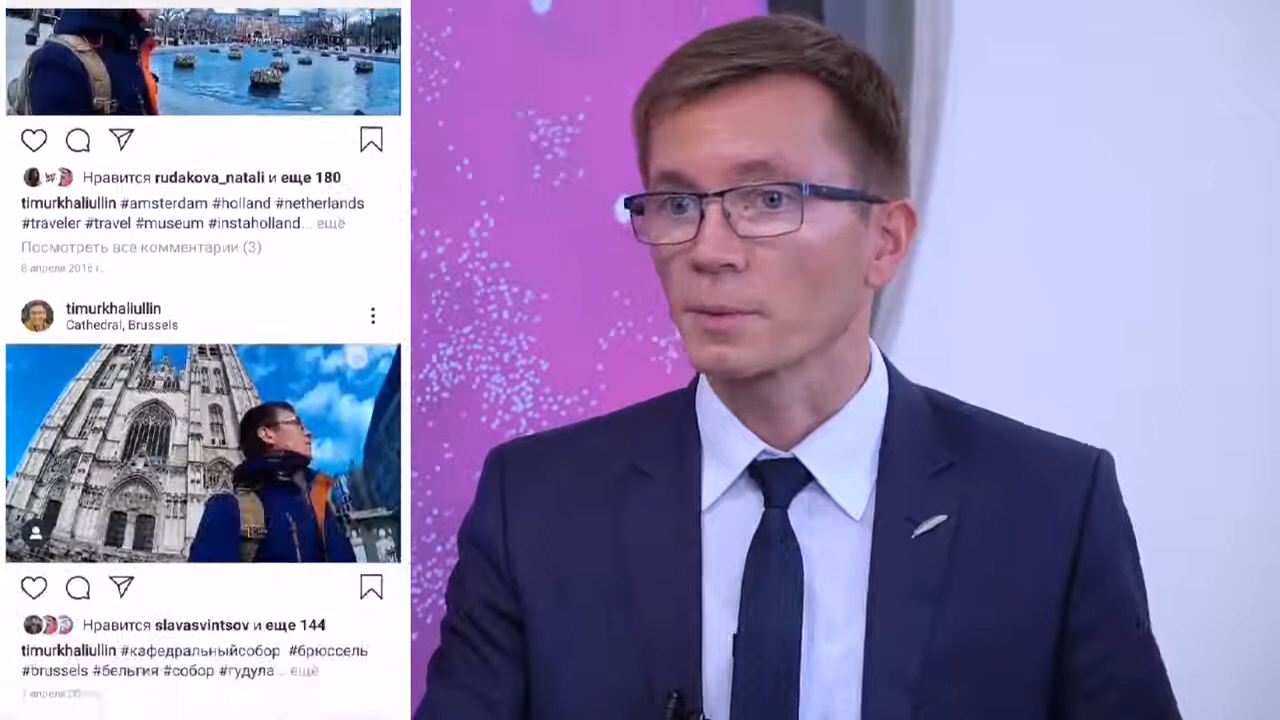 Нравится rudakova_natali и еще 180
timurkhaliullin #amsterdam #holland #netherlands
#traveler #travel #museum #instaholland... ещё
Посмотреть все комментарии (3)
8 апреля 2016 г.
timurkhaliullin
Cathedral, Brussels
Нравится slavasvintsov и еще 144
timurkhaliullin #кафедральныйсобор #брюссель
#brussels #бельгия #собор #гудула ... ещё
апреля